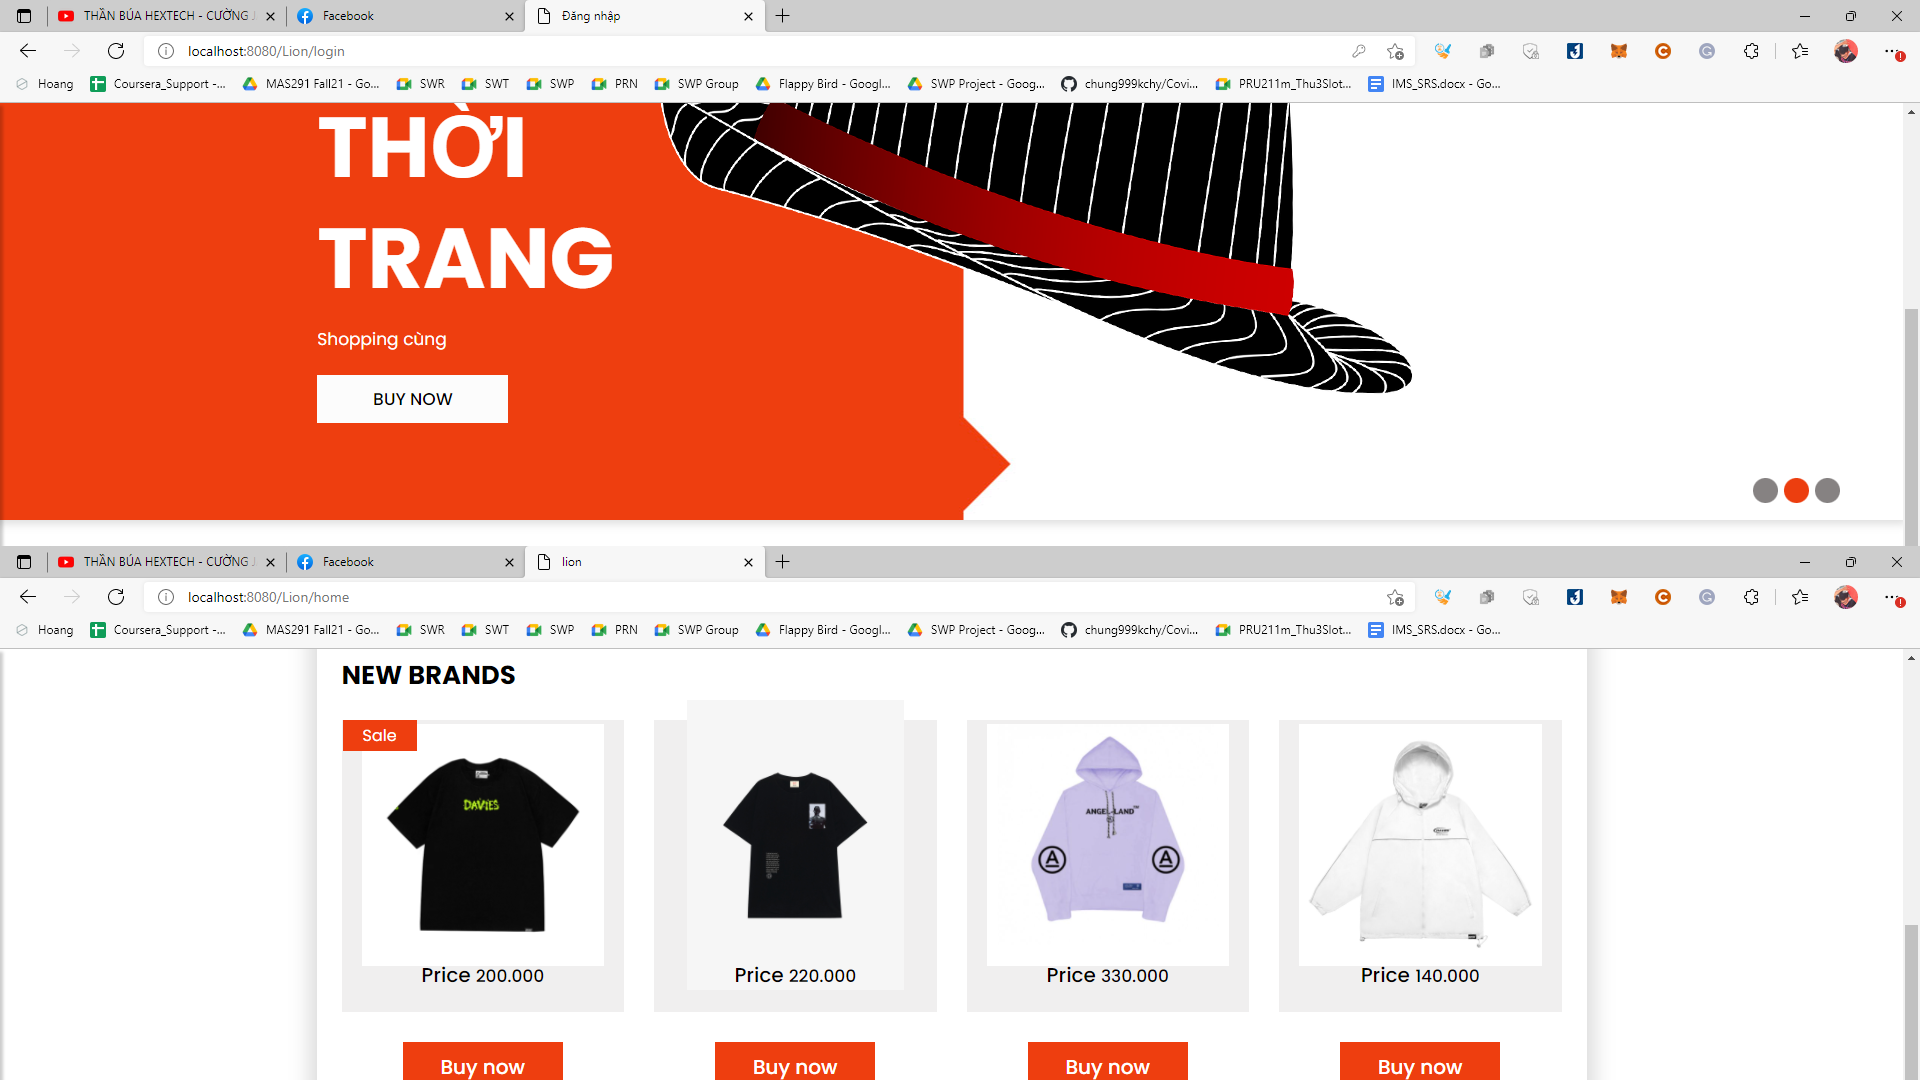 THẦN BÚA HEXTECH - CƯỜNG
Facebook
Đăng nhập
localhost:8080/Lion/login
Hoang
Coursera_Support -...
MAS291 Fall21 - Go...
SWR
SWT
SWP
PRN
SWP Group
Flappy Bird - Googl...
SWP Project - Goog...
chung999kchy/Covi...
PRU211m_Thu3Slot...
IMS_SRS.docx - Go...
THỜI
TRANG
Shopping cùng
BUY NOW
THẦN BÚA HEXTECH - CƯỜNG
Facebook
lion
localhost:8080/Lion/home
Hoang
Coursera_Support -...
MAS291 Fall21 - Go...
SWR
SWT
SWP
PRN
SWP Group
Flappy Bird - Googl...
SWP Project - Goog...
chung999kchy/Covi...
PRU211m_Thu3Slot...
IMS_SRS.docx - Go...
NEW BRANDS
Sale
DAVIES
ANGEL-LAND
A
A
Price 200.000
Price 220.000
Price 330.000
Price 140.000
Buy now
Buy now
Buy now
Buy now